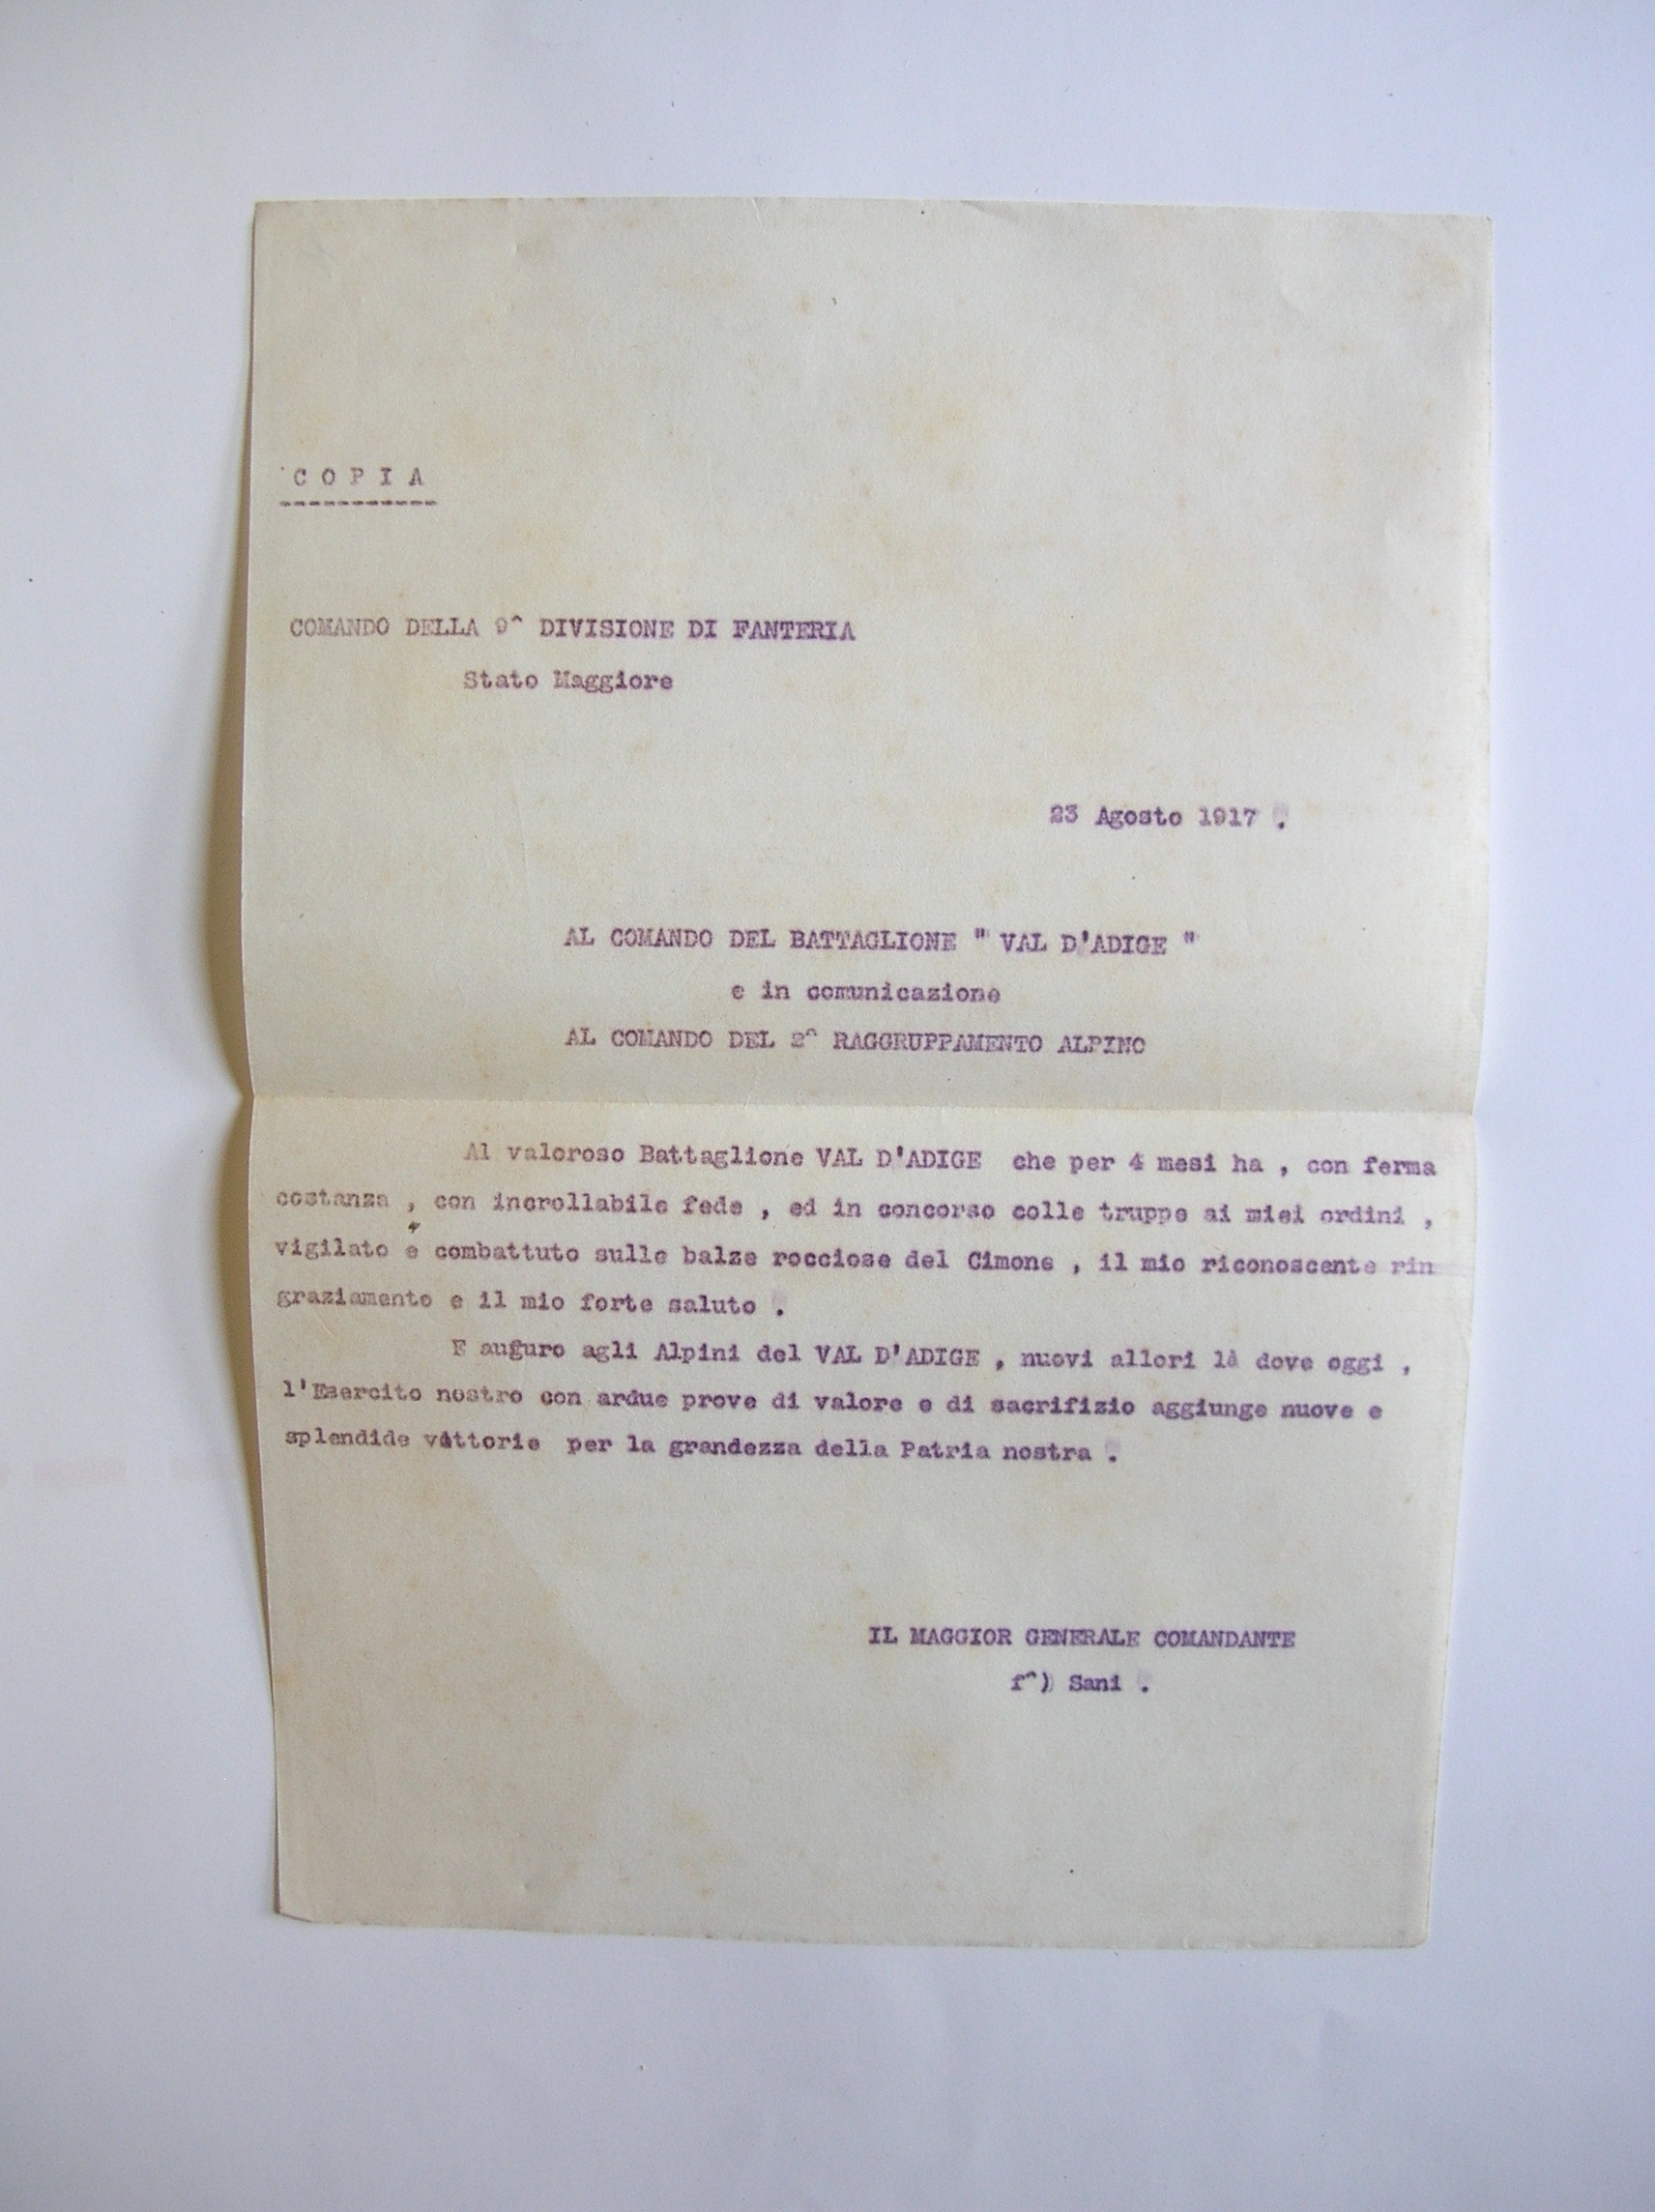 COPIA
COMANDO DELLA 9^ DIVISIONE DI FANTERIA
Stato Maggiore
23 Agosto 1917 .
AL COMANDO DEL BATTAGLIONE " VAL D'ADIGE "
e in comunicazione
AL COMANDO DEL 2^ RAGGRUPPAMENTO ALPINO
Al valoroso Battaglione VAL D'ADIGE che per 4 mesi ha , con ferma
costanza , con incrollabile fede , ed in concorso colle truppe ai miei ordini ,
vigilato e combattuto sulle balze rocciose del Cimone , il mio riconoscente rin
graziamento e il mio forte saluto .
E auguro agli Alpini del VAL D'ADIGE , nuovi allori là dove oggi ,
l'Esercito nostro con ardue prove di valore e di sacrifizio aggiunge nuove e
splendide vittorie per la grandezza della Patria nostra .
IL MAGGIOR GENERALE COMANDANTE
f^) Sani .